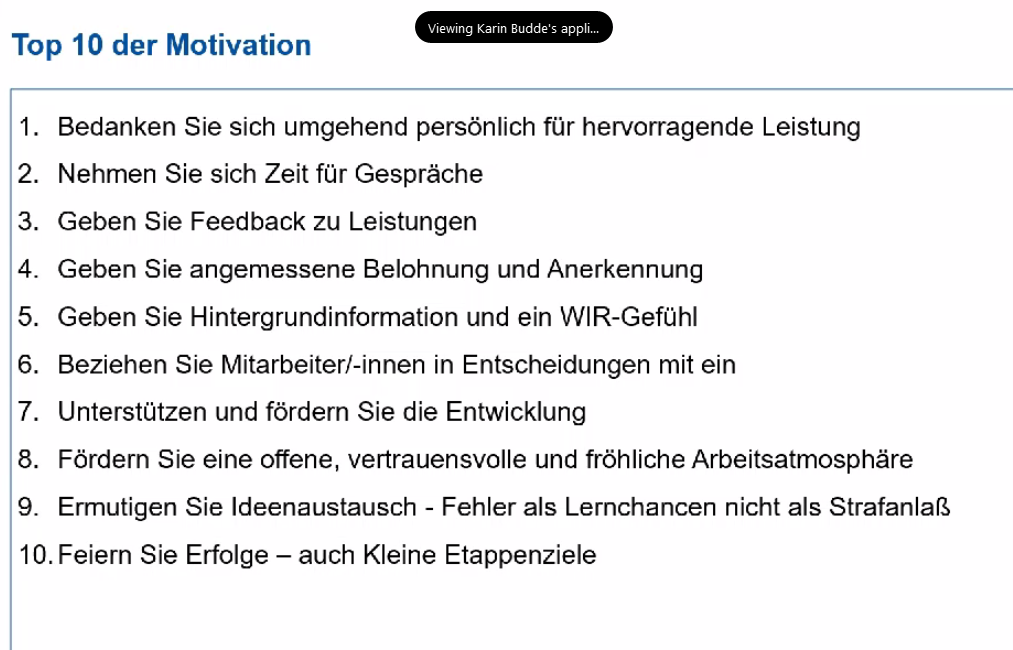 Viewing Karin Budde's appli...
Top 10 der Motivation
1. Bedanken Sie sich umgehend persönlich für hervorragende Leistung
2. Nehmen Sie sich Zeit für Gespräche
3. Geben Sie Feedback zu Leistungen
4. Geben Sie angemessene Belohnung und Anerkennung
5. Geben Sie Hintergrundinformation und ein WIR-Gefühl
6. Beziehen Sie Mitarbeiter/-innen in Entscheidungen mit ein
7. Unterstützen und fördern Sie die Entwicklung
8. Fördern Sie eine offene, vertrauensvolle und fröhliche Arbeitsatmosphäre
9. Ermutigen Sie Ideenaustausch - Fehler als Lernchancen nicht als Strafanlaß
10. Feiern Sie Erfolge – auch Kleine Etappenziele